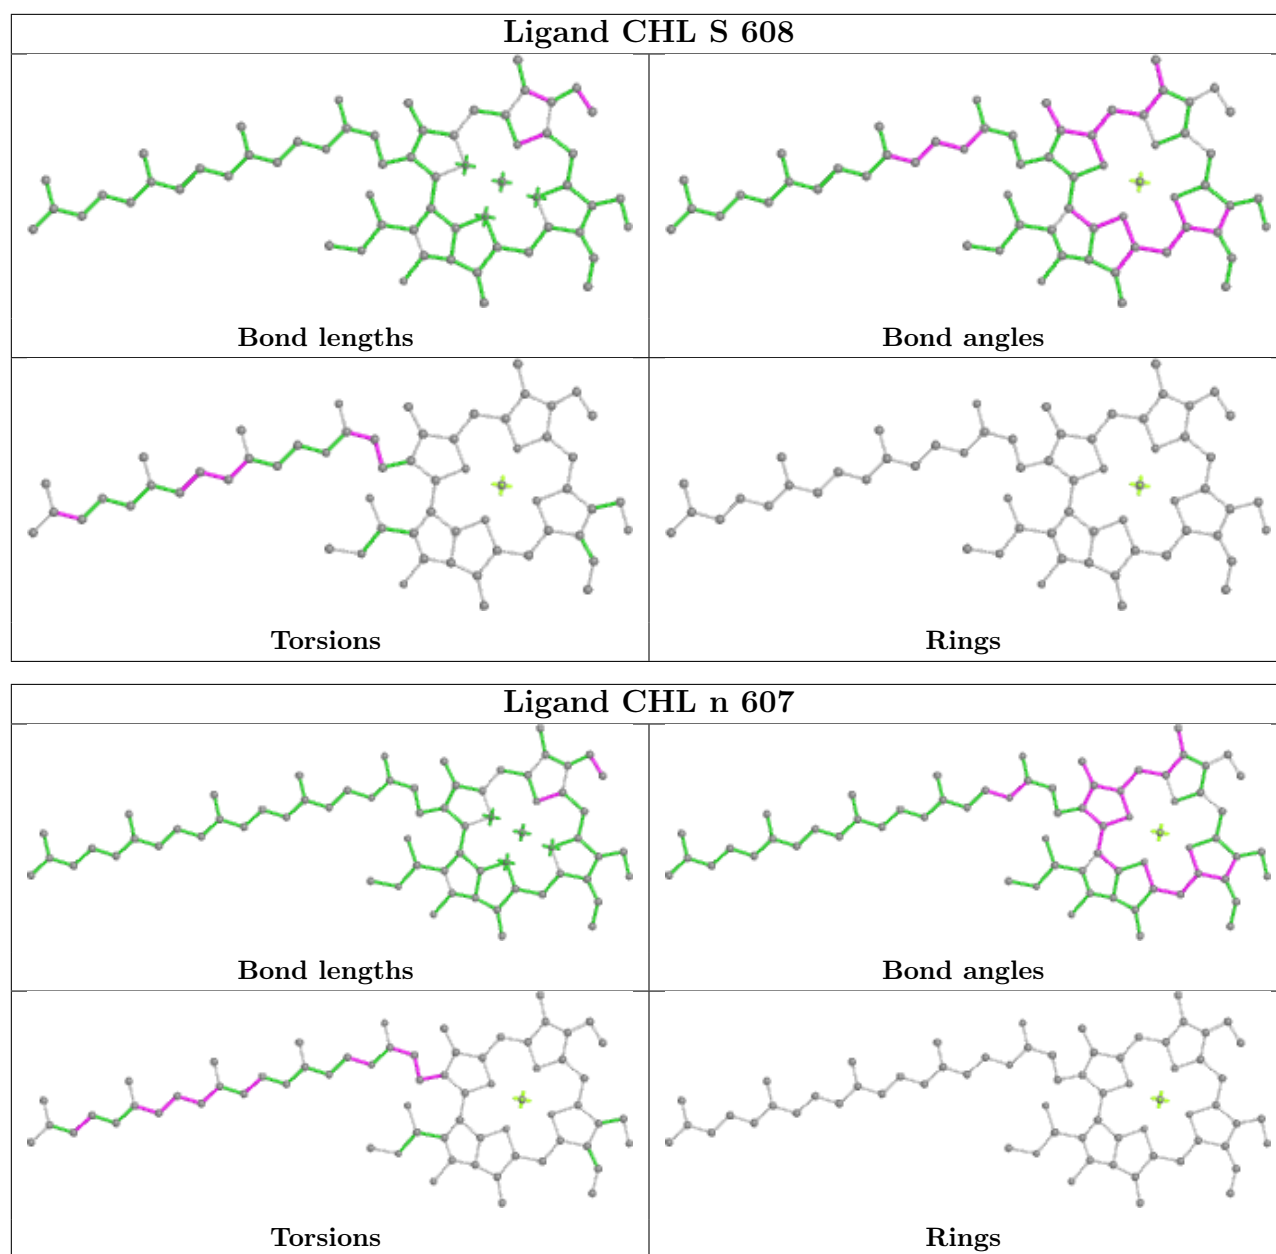 Ligand CHL S 608
Bond lengths
Bond angles
Torsions
Rings
Ligand CHL n 607
Bond lengths
Bond angles
Torsions
Rings